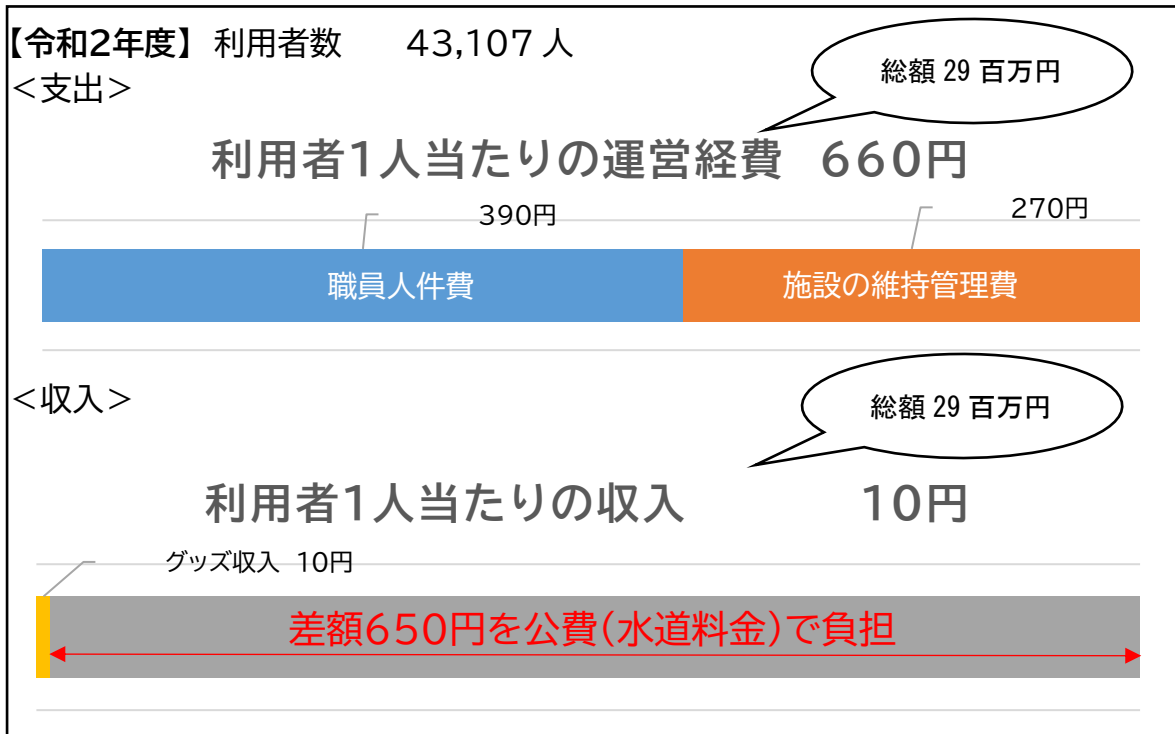 【令和2年度】 利用者数 43,107人
＜支出＞
総額 29 百万円
利用者1人当たりの運営経費 660円
390円
270円
職員人件費
施設の維持管理費
＜収入＞
総額 29 百万円
利用者1人当たりの収入 10円
グッズ収入 10円
差額650円を公費(水道料金)で負担